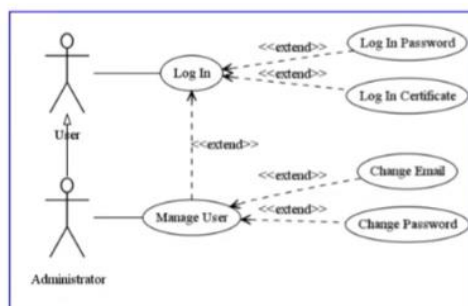 <<extend>>
Log In Password
Log In
<<extend>>
Log In Certificate
User
<<extend>>
Change Email
<<extend>>
Manage User
<<extend>>
Change Password
Administrator